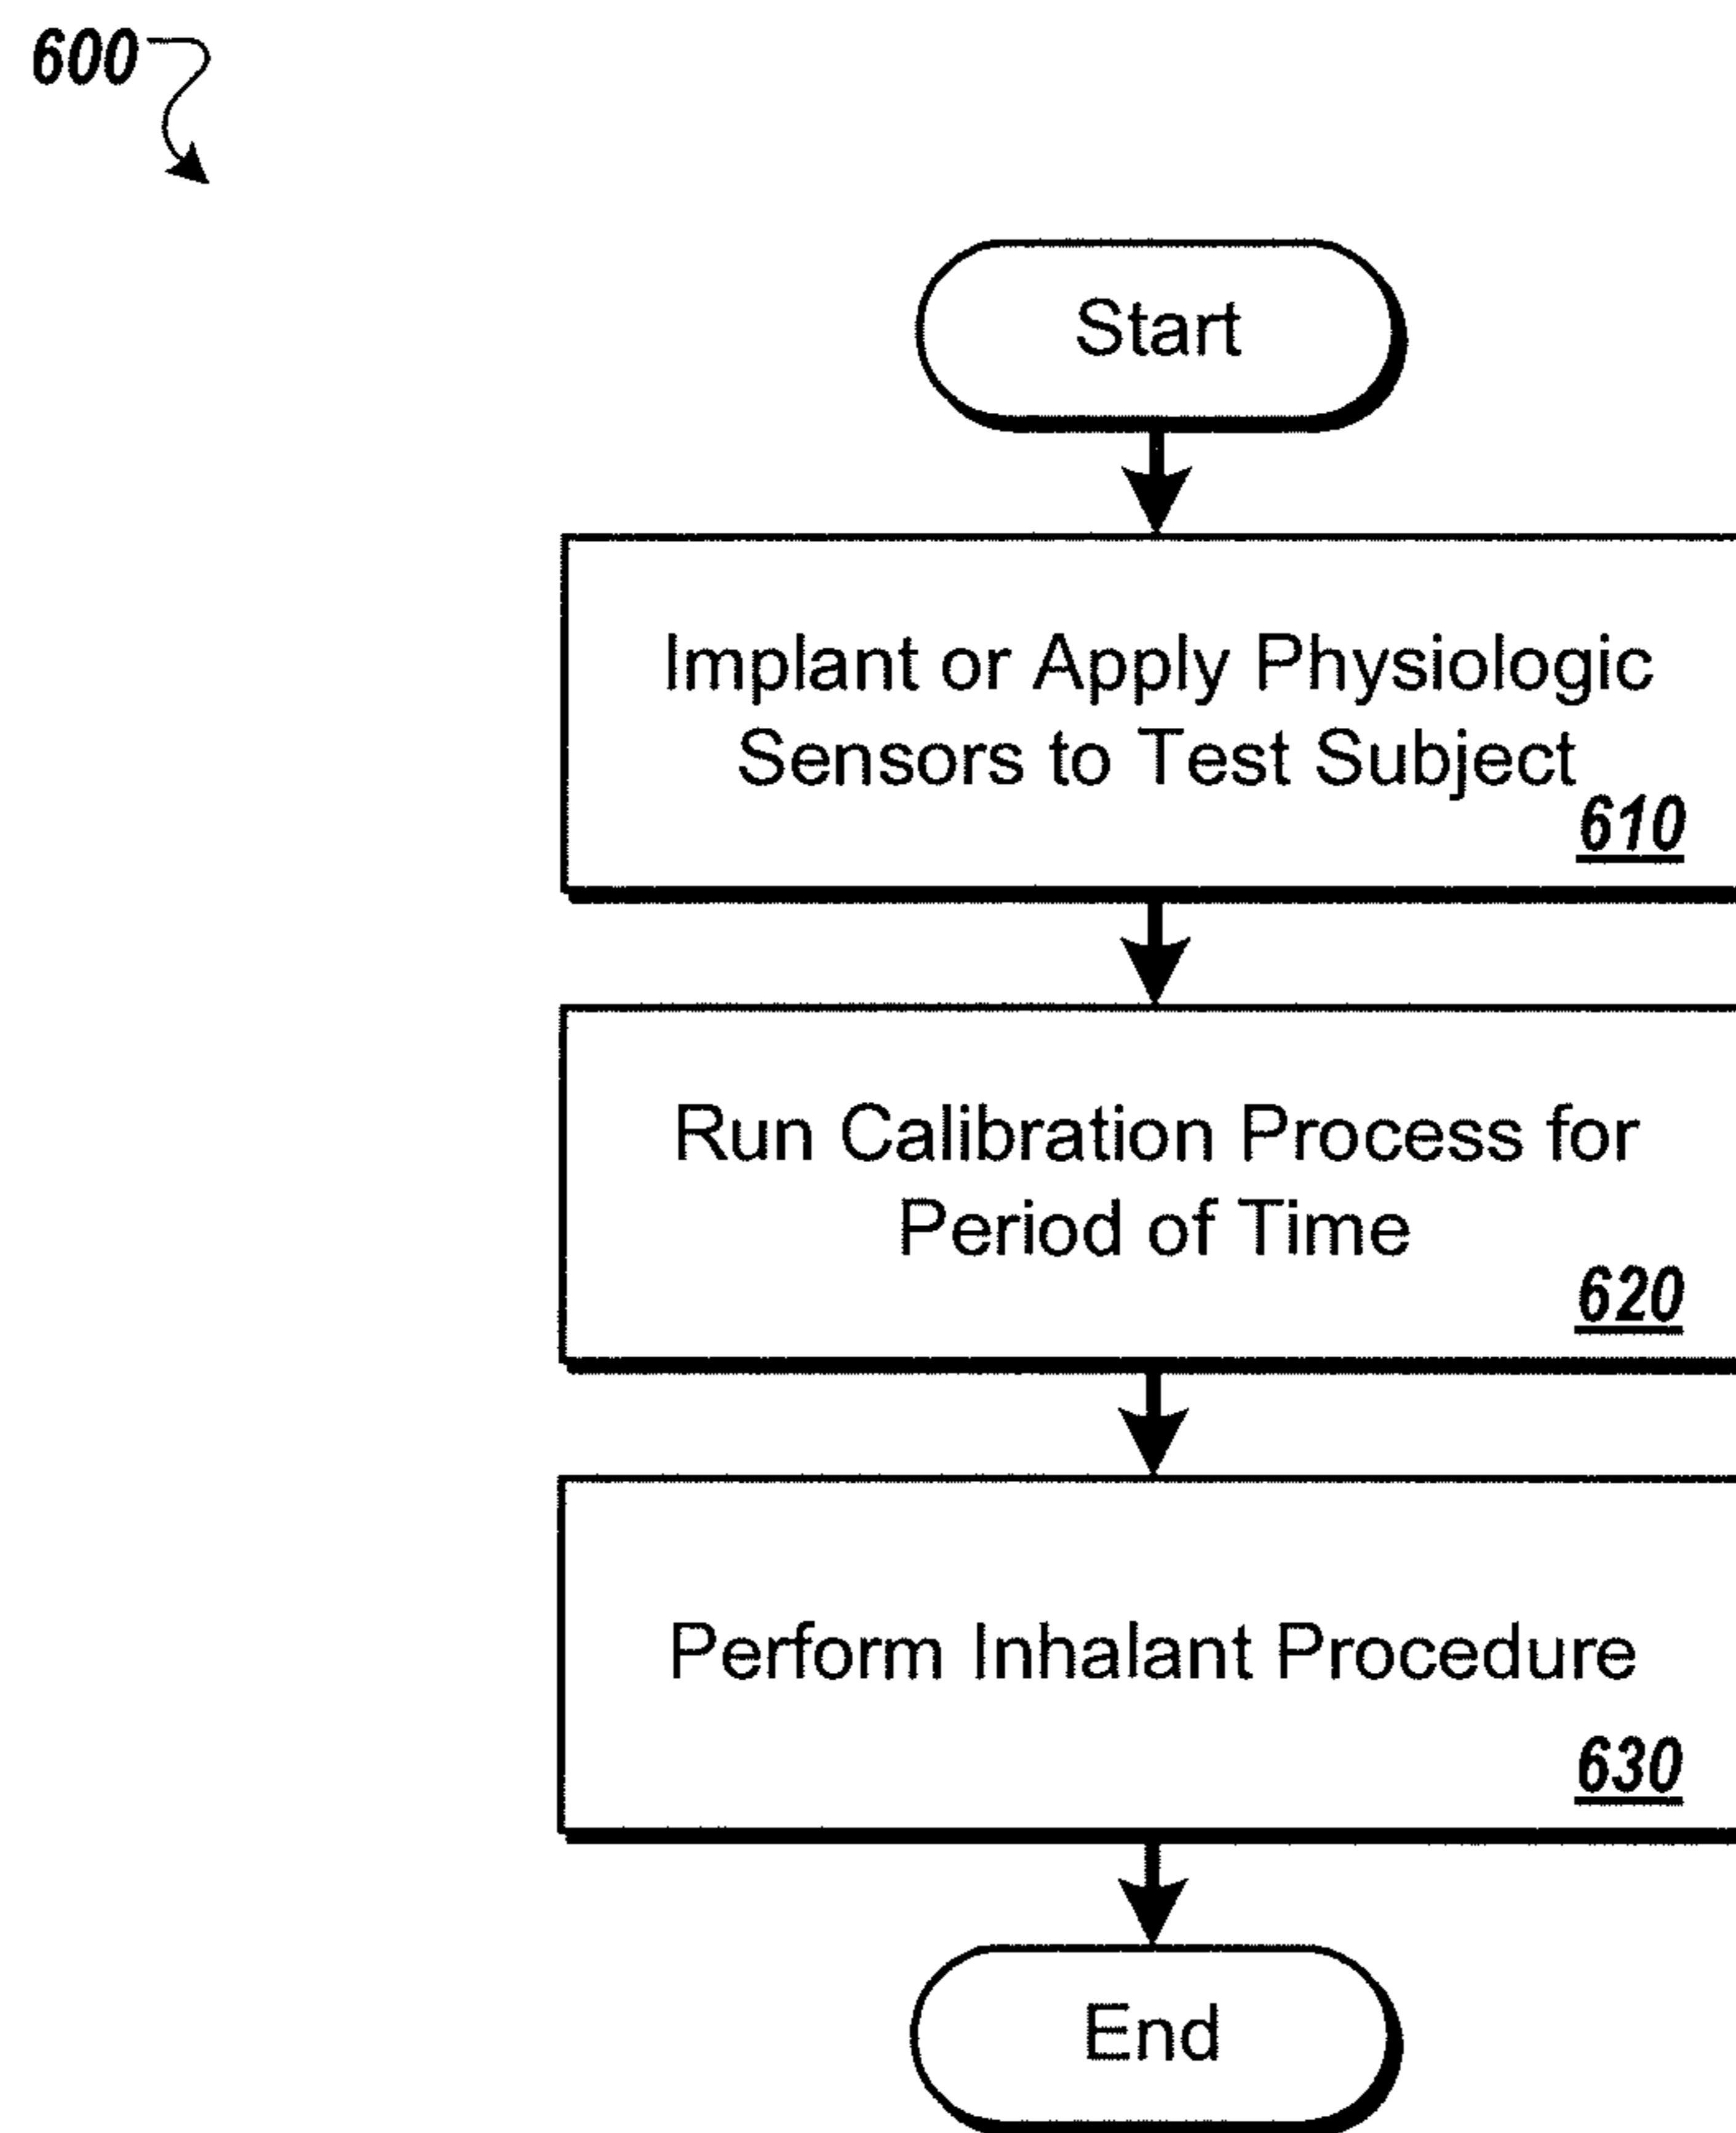 600
Start
Implant or Apply Physiologic
Sensors to Test Subject
610
Run Calibration Process for
Period of Time
620
Perform Inhalant Procedure
630
End